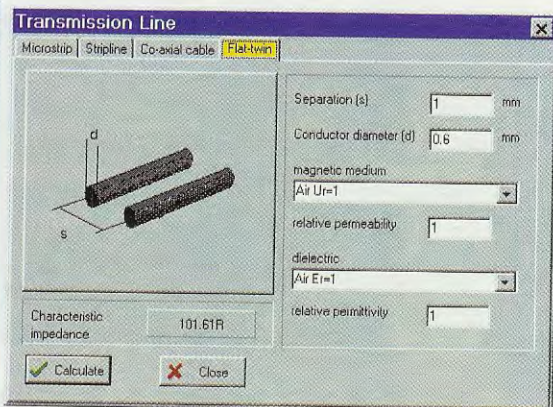 Transmission Line
Microstrip Stripline Co-axial cable Flat-twin
d
s
Separation (s) 1 mm
Conductor diameter (d) 0.6 mm
magnetic medium
Air Ur=1
relative permeability 1
dielectric
Air Er=1
relative permittivity 1
Characteristic
impedance
101.61R
Calculate
Close